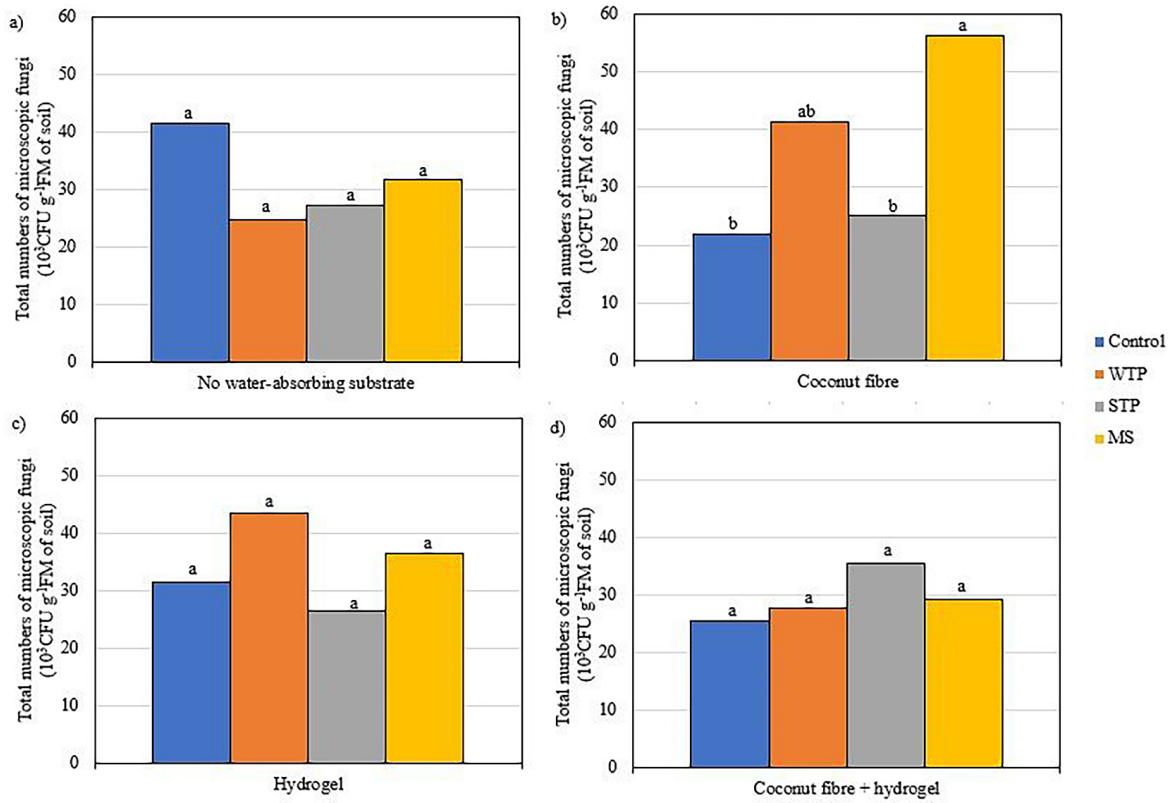 a)
Total numbers of microscopic fungi
(10³CFU g⁻¹FM of soil)
60
50
40
30
20
10
0
a
a
a
a
No water-absorbing substrate
b)
Total numbers of microscopic fungi
(10³CFU g⁻¹FM of soil)
60
50
40
30
20
10
0
b
ab
b
a
Coconut fibre
Control
WTP
STP
MS
c)
Total numbers of microscopic fungi
(10³CFU g⁻¹FM of soil)
60
50
40
30
20
10
0
a
a
a
a
Hydrogel
d)
Total numbers of microscopic fungi
(10³CFU g⁻¹FM of soil)
60
50
40
30
20
10
0
a
a
a
a
Coconut fibre + hydrogel